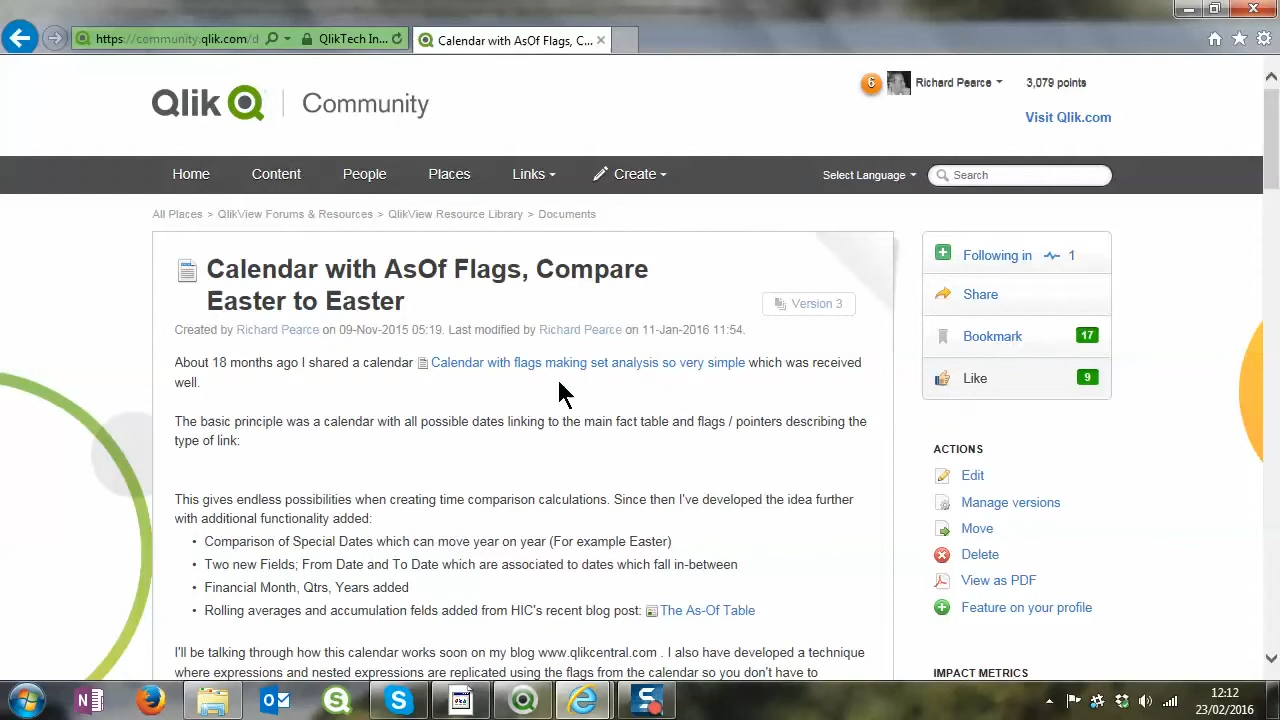 https://community.qlik.com/d
QlikTech In...
Calendar with AsOf Flags, C...
Qlik Q Community
6
Richard Pearce
3,079 points
Visit Qlik.com
Home
Content
People
Places
Links
Create
Select Language
Search
All Places > QlikView Forums & Resources > QlikView Resource Library > Documents
Calendar with AsOf Flags, Compare
Easter to Easter
Version 3
Created by Richard Pearce on 09-Nov-2015 05:19. Last modified by Richard Pearce on 11-Jan-2016 11:54.
About 18 months ago I shared a calendar Calendar with flags making set analysis so very simple which was received
well.
The basic principle was a calendar with all possible dates linking to the main fact table and flags / pointers describing the
type of link:
This gives endless possibilities when creating time comparison calculations. Since then I've developed the idea further
with additional functionality added:
• Comparison of Special Dates which can move year on year (For example Easter)
• Two new Fields; From Date and To Date which are associated to dates which fall in-between
• Financial Month, Qtrs, Years added
• Rolling averages and accumulation felds added from HIC's recent blog post: The As-Of Table
I'll be talking through how this calendar works soon on my blog www.qlikcentral.com . I also have developed a technique
where expressions and nested expressions are replicated using the flags from the calendar so you don't have to
Following in 1
Share
Bookmark 17
Like 9
ACTIONS
Edit
Manage versions
Move
Delete
View as PDF
Feature on your profile
IMPACT METRICS
12:12
23/02/2016